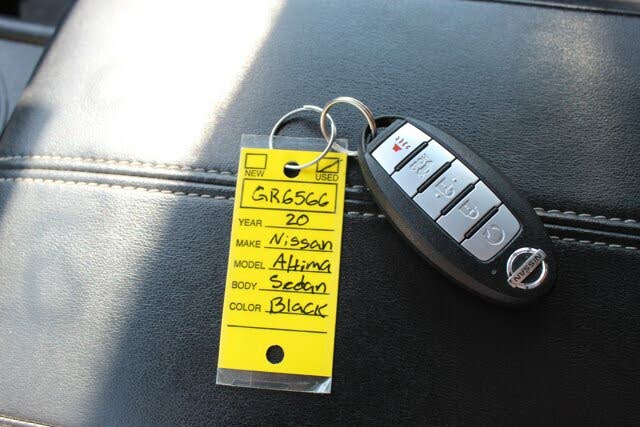 NEW USED
GR6566
YEAR 20
MAKE Nissan
MODEL Altima
BODY Sedan
COLOR Black
NISSAN